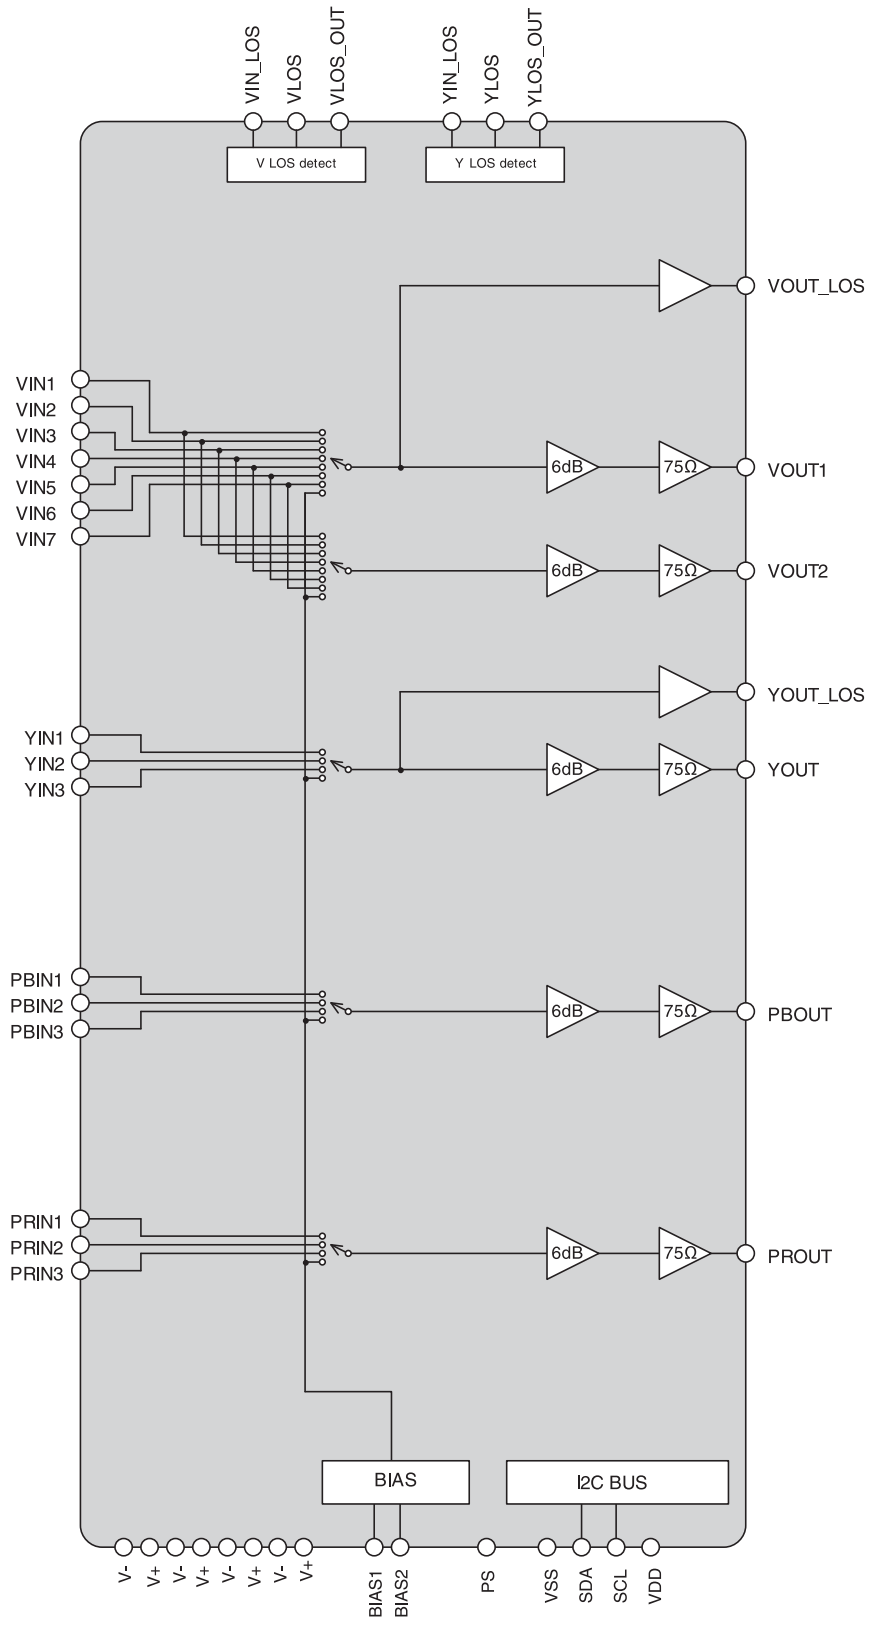 VIN_LOS
VLOS
VLOS_OUT
YIN_LOS
YLOS
YLOS_OUT
V LOS detect
Y LOS detect
VOUT_LOS
VIN1
VIN2
VIN3
VIN4
VIN5
VIN6
VIN7
6dB
75Ω
VOUT1
6dB
75Ω
VOUT2
YOUT_LOS
YIN1
YIN2
YIN3
6dB
75Ω
YOUT
PBIN1
PBIN2
PBIN3
6dB
75Ω
PBOUT
PRIN1
PRIN2
PRIN3
6dB
75Ω
PROUT
BIAS
I2C BUS
V-
V+
V-
V+
V-
V+
V-
V+
BIAS1
BIAS2
PS
VSS
SDA
SCL
VDD